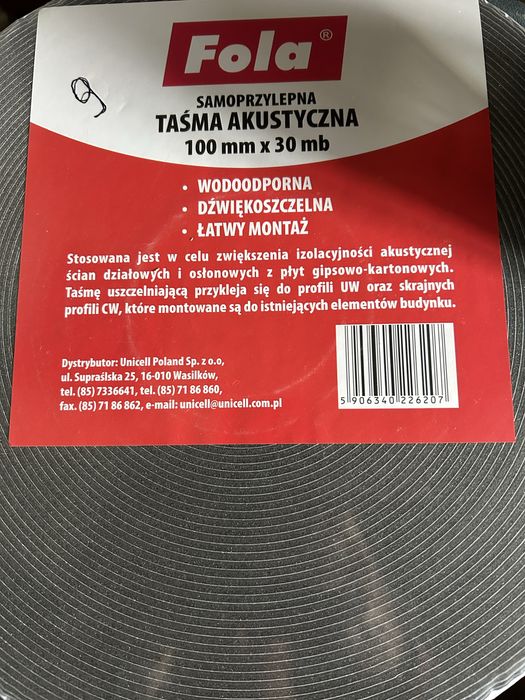 Fola®
SAMOPRZYLEPNA
TAŚMA AKUSTYCZNA
100 mm x 30 mb
• WODOODPORNA
• DŹWIĘKOSZCZELNA
• ŁATWY MONTAŻ
Stosowana jest w celu zwiększenia izolacyjności akustycznej
ścian działowych i osłonowych z płyt gipsowo-kartonowych.
Taśmę uszczelniającą przykleja się do profili UW oraz skrajnych
profili CW, które montowane są do istniejących elementów budynku.
Dystrybutor: Unicell Poland Sp. z o.o,
ul. Supraślska 25, 16-010 Wasilków,
tel. (85) 7336641, tel. (85) 71 86 860,
fax. (85) 71 86 862, e-mail: unicell@unicell.com.pl
5 906340 226207